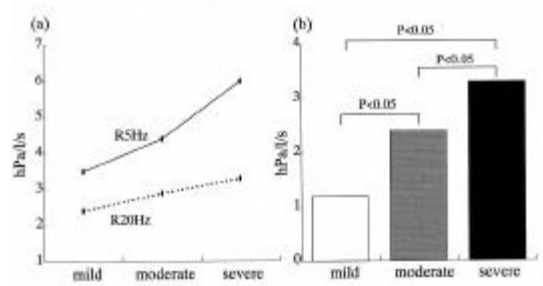 (a)
hPa/l/s
7
6
5
4
3
2
1
R5Hz
R20Hz
mild moderate severe
(b)
hPa/l/s
4
3
2
1
0
P<0.05
P<0.05
P<0.05
mild moderate severe